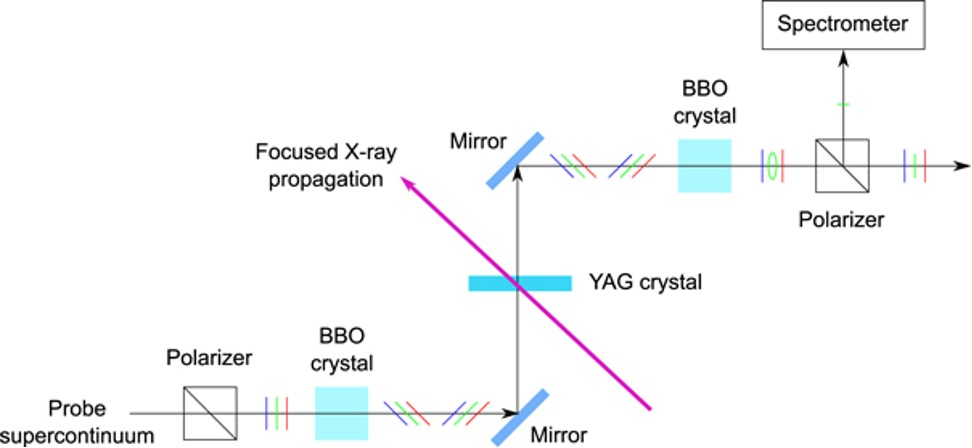 Spectrometer
BBO
crystal
Mirror
Focused X-ray
propagation
Polarizer
YAG crystal
BBO
crystal
Polarizer
Probe
supercontinuum
Mirror